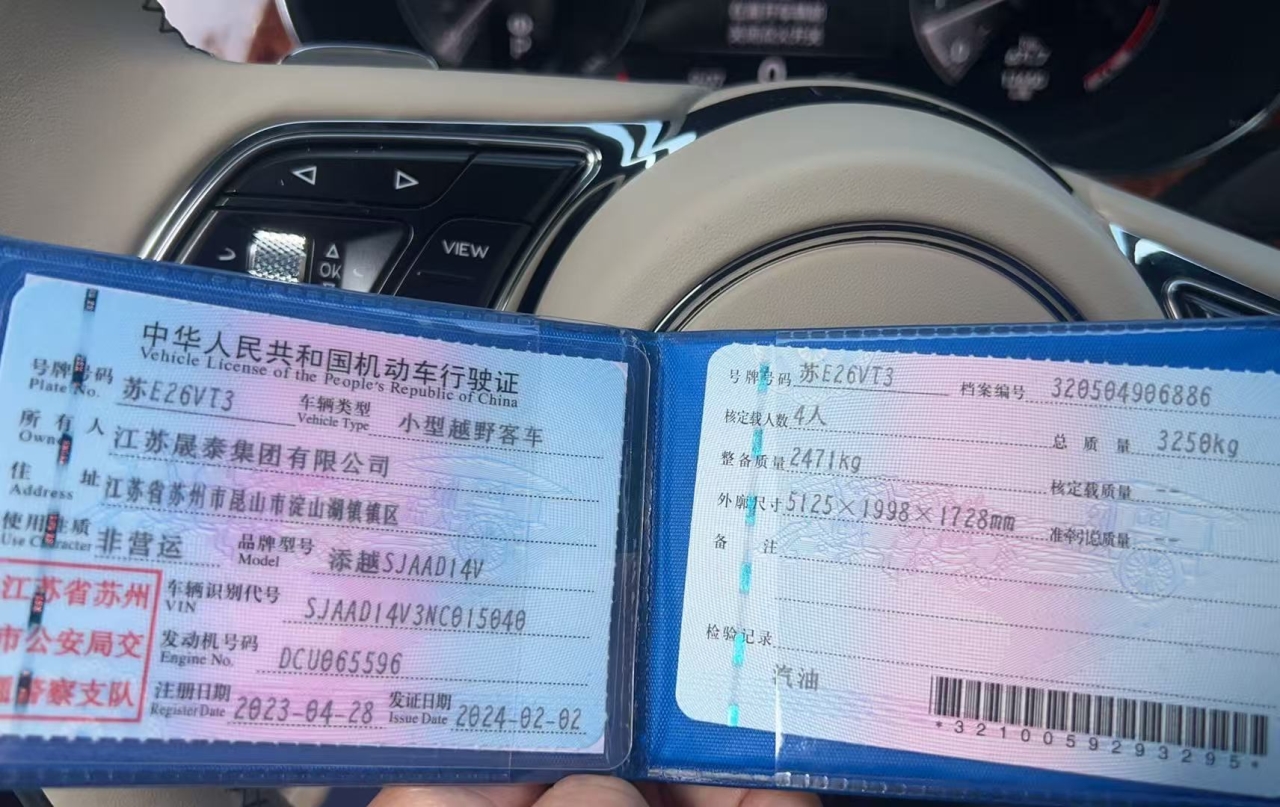 VIEW
OK
中华人民共和国机动车行驶证
Vehicle License of the People's Republic of China
号牌号码 苏E26VT3 车辆类型 小型越野客车
Plate No. Vehicle Type
所有人 江苏晟泰集团有限公司
Owner
住址 江苏省苏州市昆山市淀山湖镇镇区
Address
使用性质 非营运 品牌型号 添越SJAAD14V
Use Character Model
江苏省苏州
市公安局交
警察支队
车辆识别代号 SJAAD14V3NC015040
VIN
发动机号码 DCU065596
Engine No.
注册日期 2023-04-28 发证日期 2024-02-02
Register Date Issue Date
号牌号码 苏E26VT3 档案编号 320504906886
核定载人数 4人 总质量 3250kg
整备质量 2471kg 核定载质量 --
外廓尺寸 5125×1998×1728mm 准牵引总质量 --
备注
检验记录
汽油
*3210059293295*